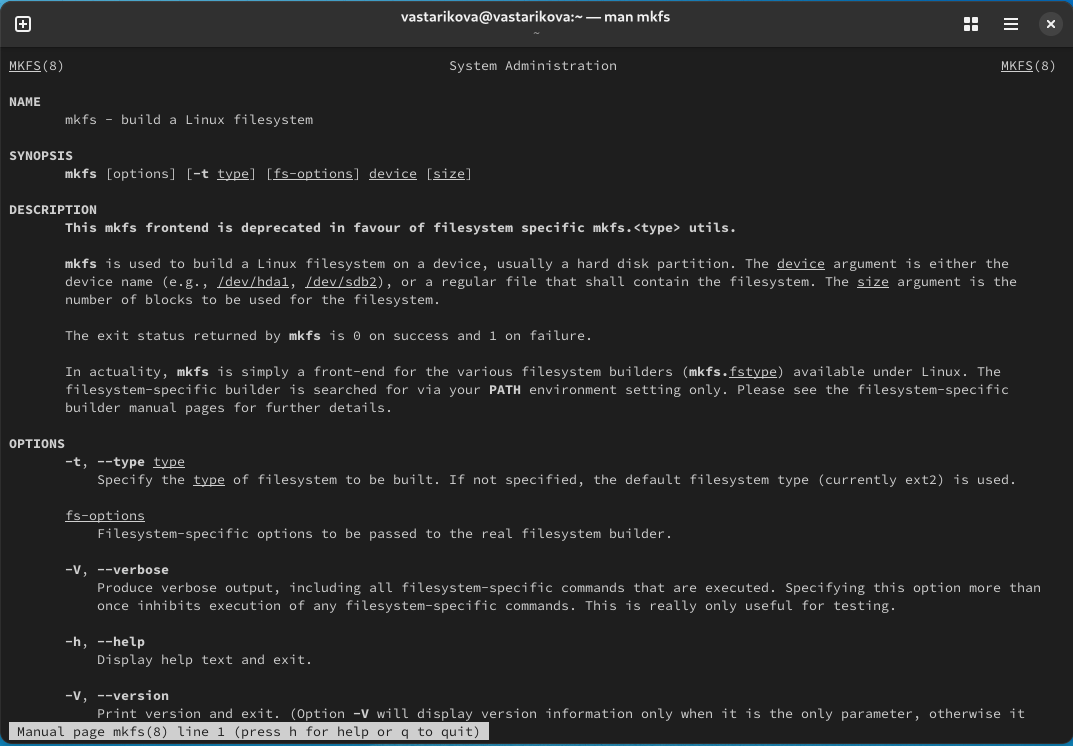 vastarikova@vastarikova:~ — man mkfs
~
MKFS(8) System Administration MKFS(8)
NAME
mkfs - build a Linux filesystem
SYNOPSIS
mkfs [options] [-t type] [fs-options] device [size]
DESCRIPTION
This mkfs frontend is deprecated in favour of filesystem specific mkfs.<type> utils.
mkfs is used to build a Linux filesystem on a device, usually a hard disk partition. The device argument is either the
device name (e.g., /dev/hda1, /dev/sdb2), or a regular file that shall contain the filesystem. The size argument is the
number of blocks to be used for the filesystem.
The exit status returned by mkfs is 0 on success and 1 on failure.
In actuality, mkfs is simply a front-end for the various filesystem builders (mkfs.fstype) available under Linux. The
filesystem-specific builder is searched for via your PATH environment setting only. Please see the filesystem-specific
builder manual pages for further details.
OPTIONS
-t, --type type
Specify the type of filesystem to be built. If not specified, the default filesystem type (currently ext2) is used.
fs-options
Filesystem-specific options to be passed to the real filesystem builder.
-V, --verbose
Produce verbose output, including all filesystem-specific commands that are executed. Specifying this option more than
once inhibits execution of any filesystem-specific commands. This is really only useful for testing.
-h, --help
Display help text and exit.
-V, --version
Print version and exit. (Option -V will display version information only when it is the only parameter, otherwise it
Manual page mkfs(8) line 1 (press h for help or q to quit)